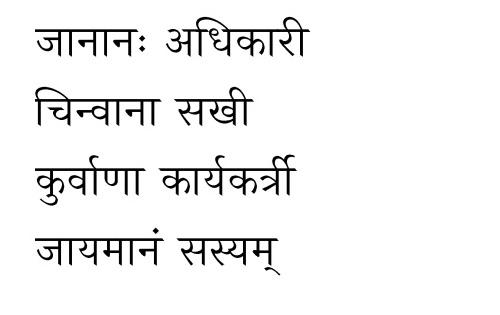 जानानः अधिकारी
चिन्वाना सखी
कुर्वाणा कार्यकर्त्री
जायमानं सस्यम्